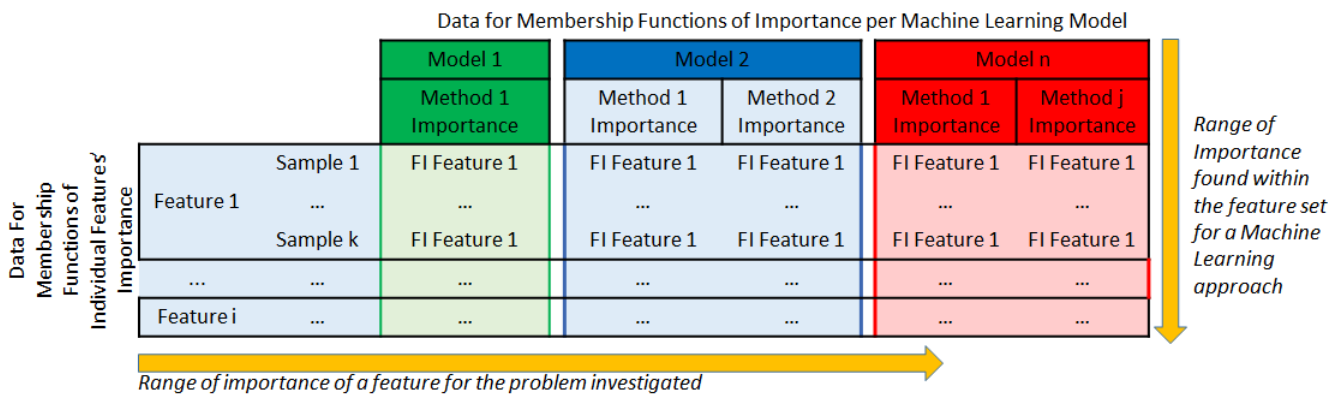 Data for Membership Functions of Importance per Machine Learning Model
Model 1 Model 2 Model n
Method 1 Method 1 Method 2 Method 1 Method j
Importance Importance Importance Importance Importance
Data For
Membership
Functions of
Individual Features'
Importance
Sample 1 FI Feature 1 FI Feature 1 FI Feature 1 FI Feature 1 FI Feature 1
Feature 1 ... ... ... ... ... ...
Sample k FI Feature 1 FI Feature 1 FI Feature 1 FI Feature 1 FI Feature 1
... ... ... ... ... ... ...
Feature i ... ... ... ... ... ...
Range of
Importance
found within
the feature set
for a Machine
Learning
approach
Range of importance of a feature for the problem investigated